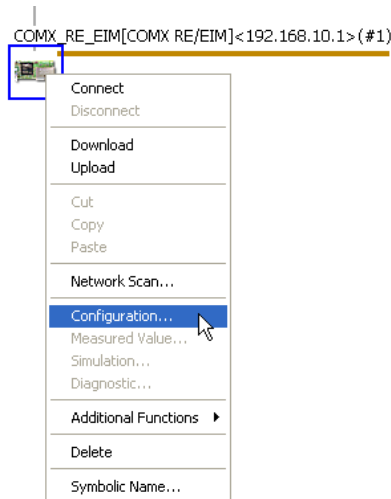 COMX_RE_EIM[COMX RE/EIM]<192.168.10.1>(#1)
Connect
Disconnect
Download
Upload
Cut
Copy
Paste
Network Scan...
Configuration...
Measured Value...
Simulation...
Diagnostic...
Additional Functions
Delete
Symbolic Name...